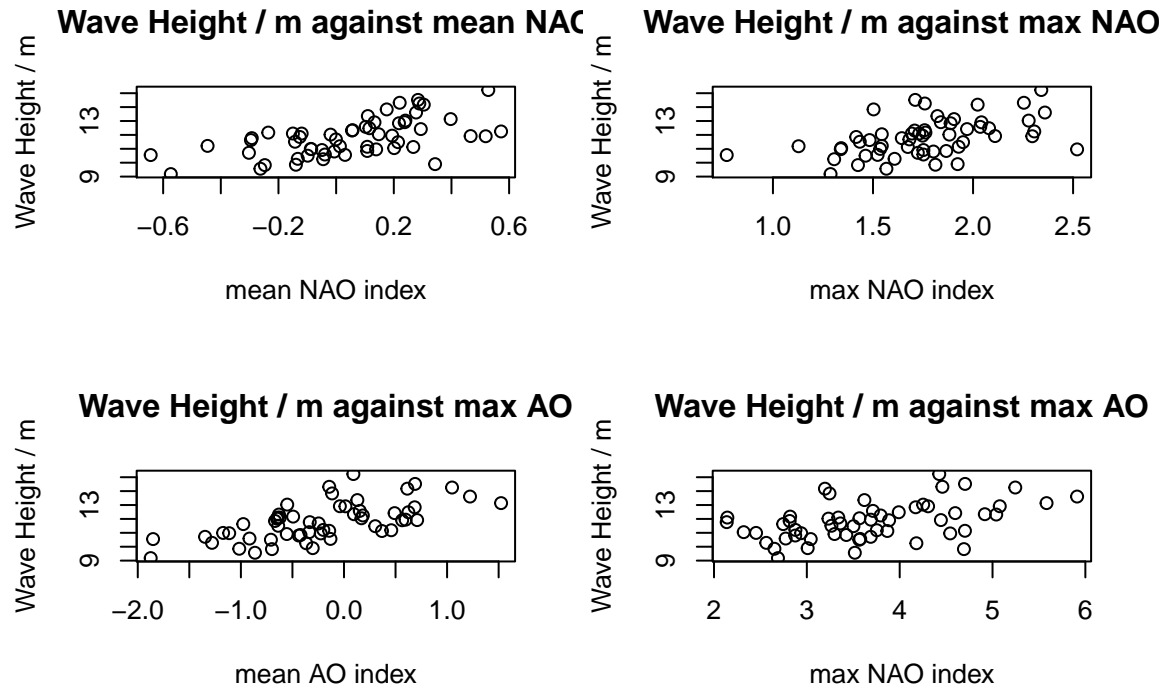 Wave Height / m against mean NAO
Wave Height / m
13
9
−0.6 −0.2 0.2 0.6
mean NAO index
Wave Height / m against max NAO
Wave Height / m
13
9
1.0 1.5 2.0 2.5
max NAO index
Wave Height / m against max AO
Wave Height / m
13
9
−2.0 −1.0 0.0 1.0
mean AO index
Wave Height / m against max AO
Wave Height / m
13
9
2 3 4 5 6
max NAO index